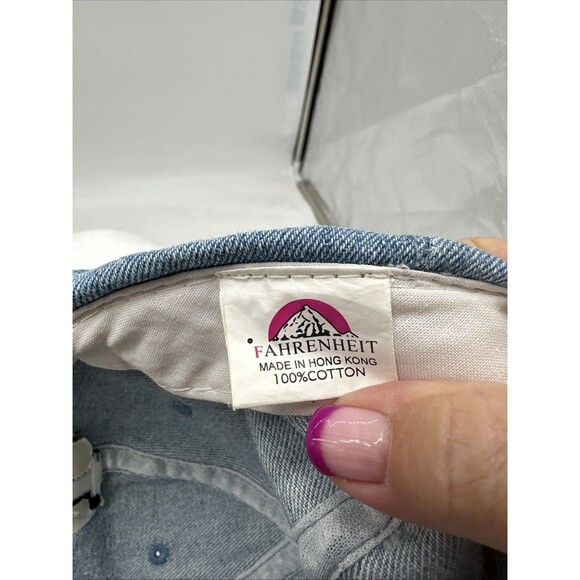 °FAHRENHEIT
MADE IN HONG KONG
100%COTTON